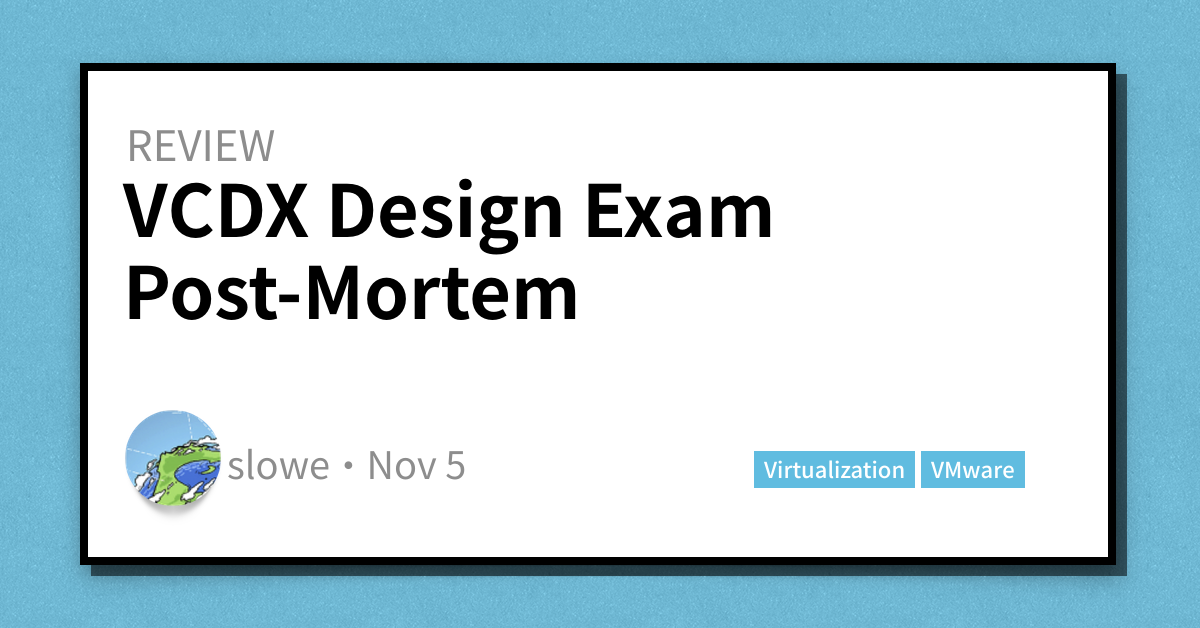 REVIEW
VCDX Design Exam
Post-Mortem
slowe • Nov 5
Virtualization VMware